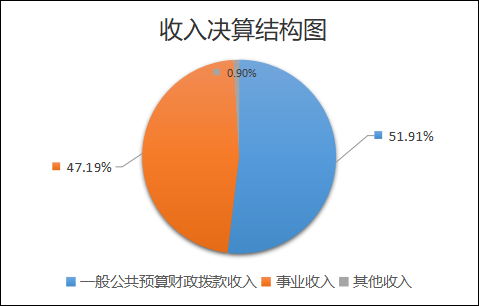 收入决算结构图
0.90%
51.91%
47.19%
一般公共预算财政拨款收入 事业收入 其他收入